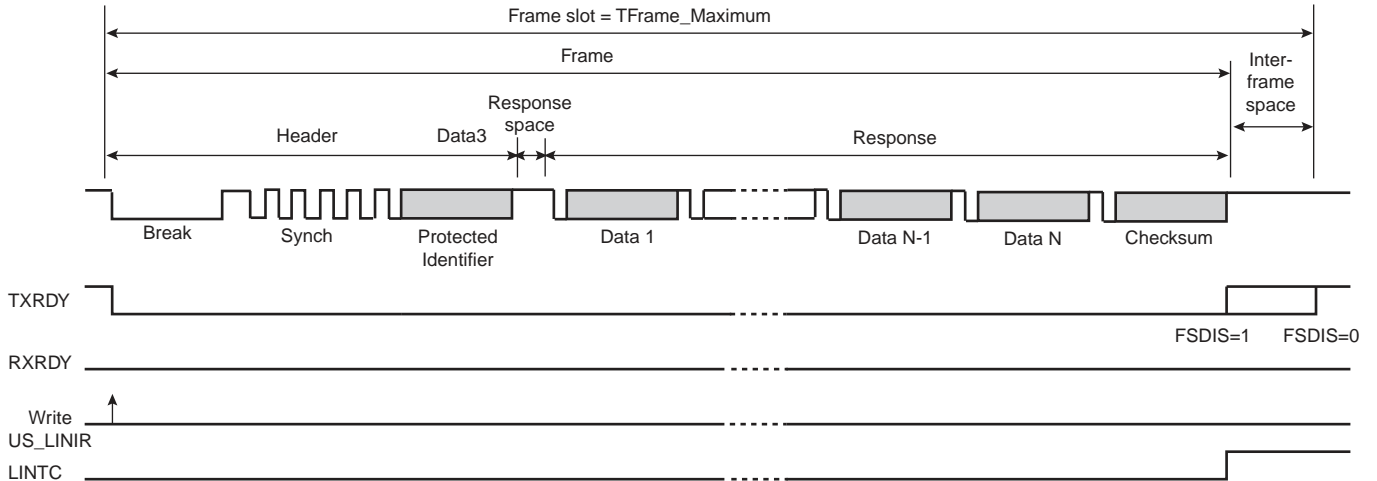 Frame slot = TFrame_Maximum
Frame
Inter-
frame
space
Response
space
Header
Data3
Response
Break
Synch
Protected
Identifier
Data 1
Data N-1
Data N
Checksum
TXRDY
FSDIS=1
FSDIS=0
RXRDY
Write
US_LINIR
LINTC